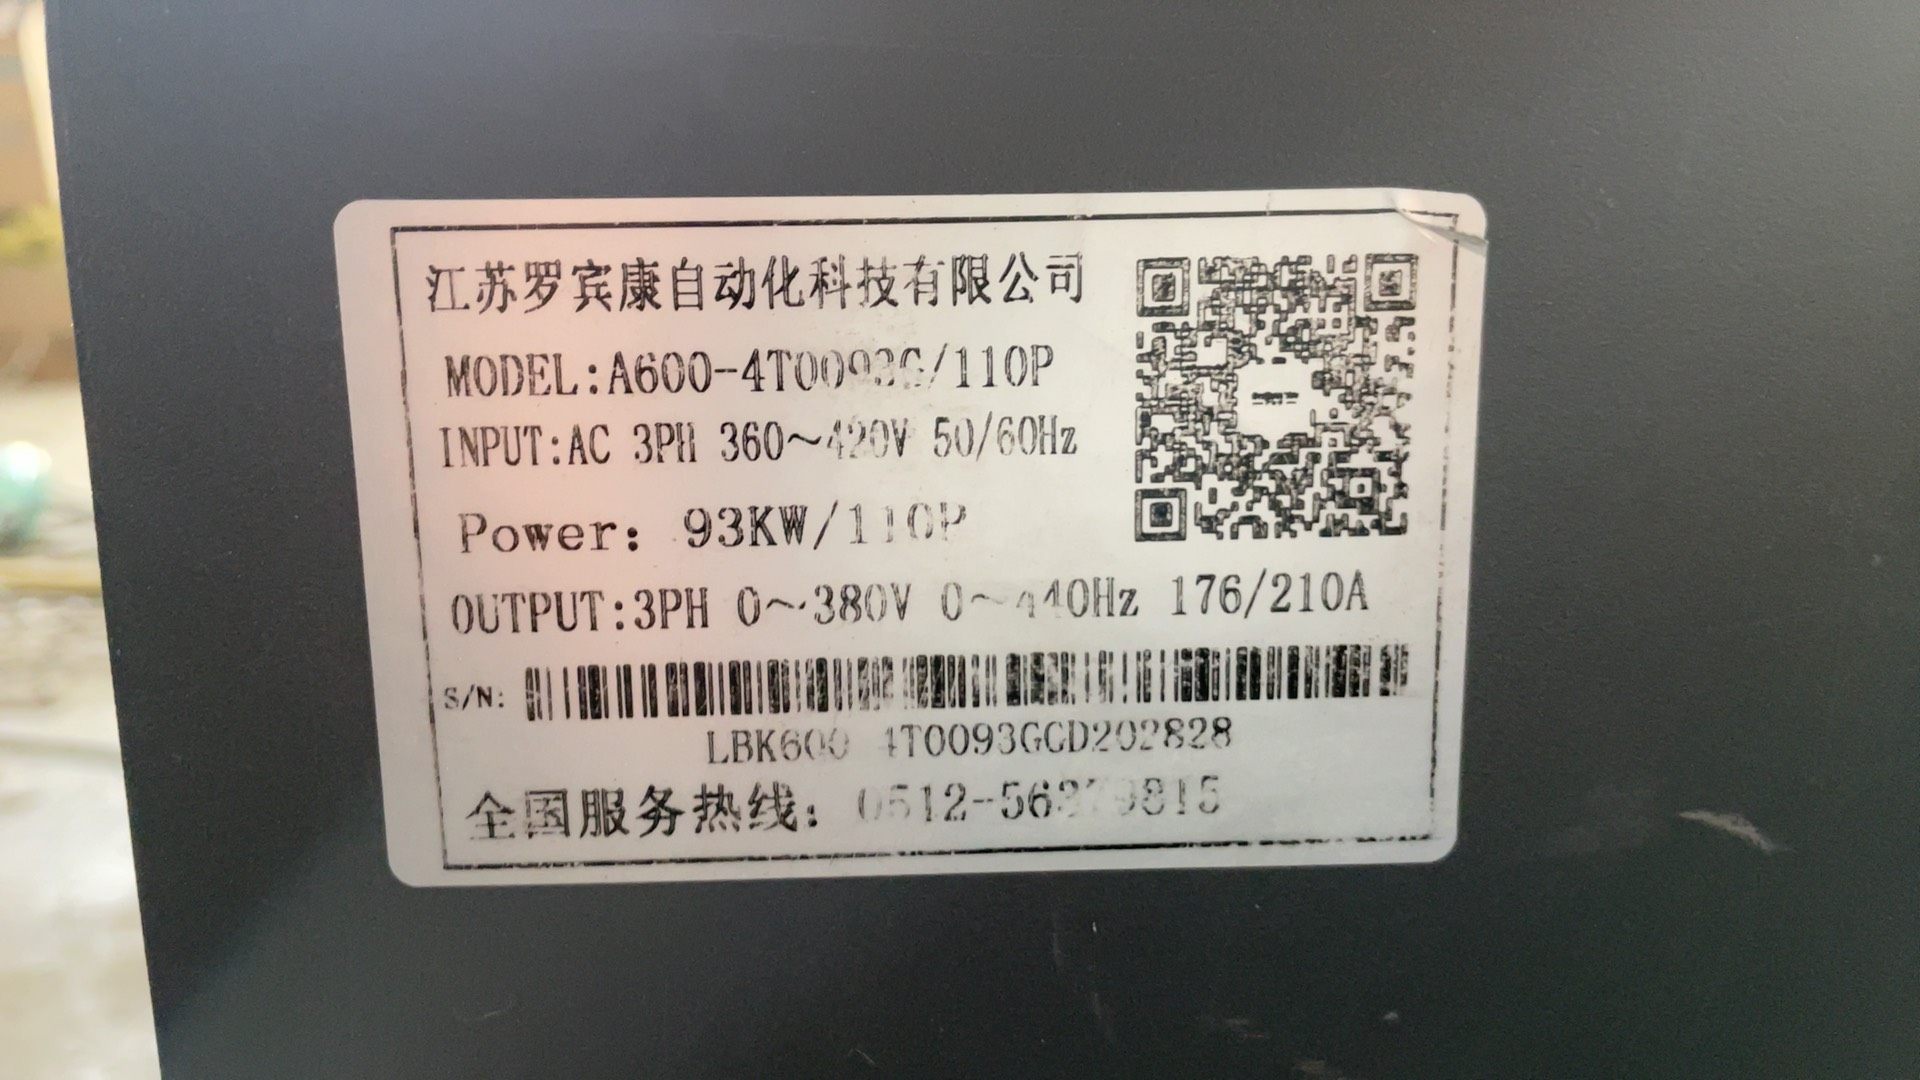 江苏罗宾康自动化科技有限公司
MODEL:A600-4T0093G/110P
INPUT:AC 3PH 360～420V 50/60Hz
Power: 93KW/110P
OUTPUT:3PH 0～380V 0～440Hz 176/210A
S/N:
LBK600 4T0093GCD202828
全国服务热线: 0512-56379815